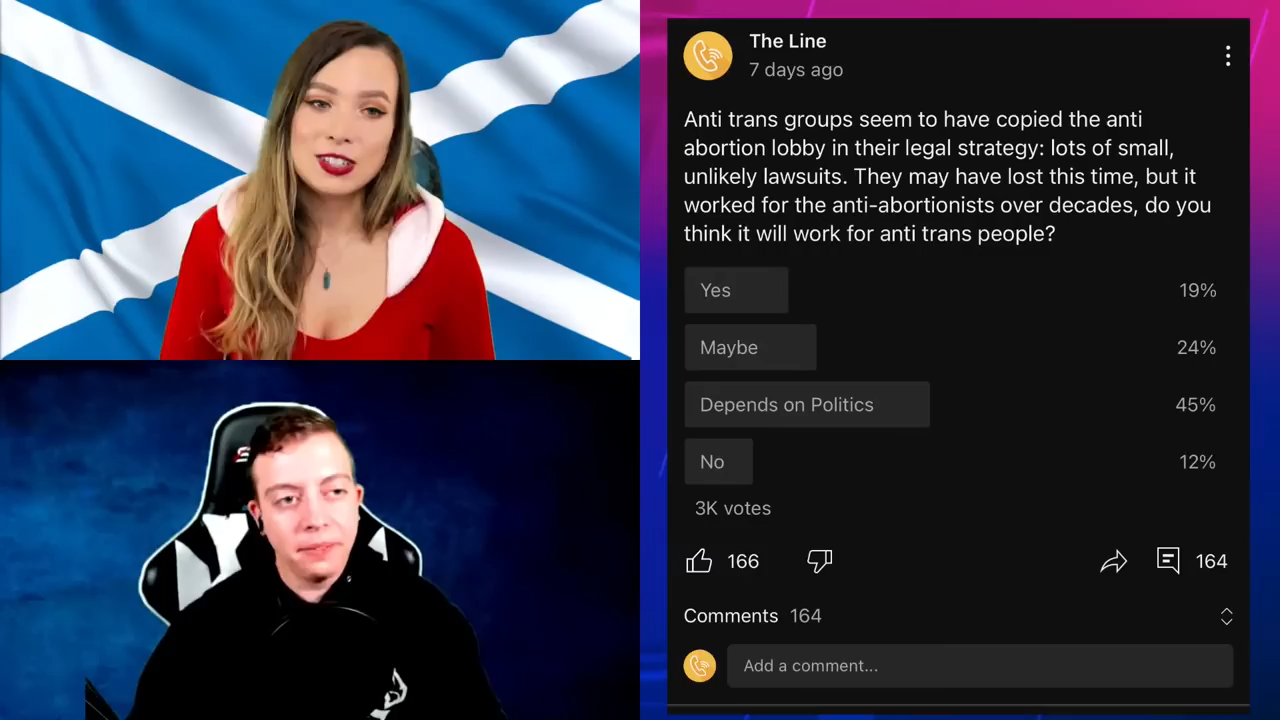 The Line
7 days ago
Anti trans groups seem to have copied the anti
abortion lobby in their legal strategy: lots of small,
unlikely lawsuits. They may have lost this time, but it
worked for the anti-abortionists over decades, do you
think it will work for anti trans people?
Yes 19%
Maybe 24%
Depends on Politics 45%
No 12%
3K votes
166 164
Comments 164
Add a comment...